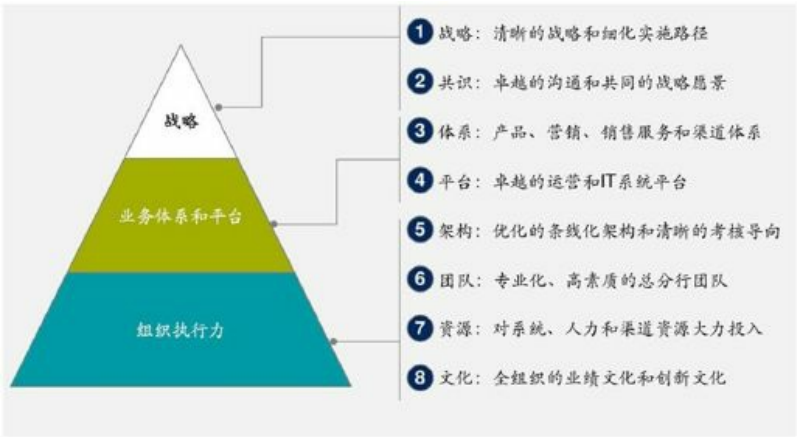 战略
业务体系和平台
组织执行力
1 战略：清晰的战略和细化实施路径
2 共识：卓越的沟通和共同的战略愿景
3 体系：产品、营销、销售服务和渠道体系
4 平台：卓越的运营和IT系统平台
5 架构：优化的条线化架构和清晰的考核导向
6 团队：专业化、高素质的总分行团队
7 资源：对系统、人力和渠道资源大力投入
8 文化：全组织的业绩文化和创新文化